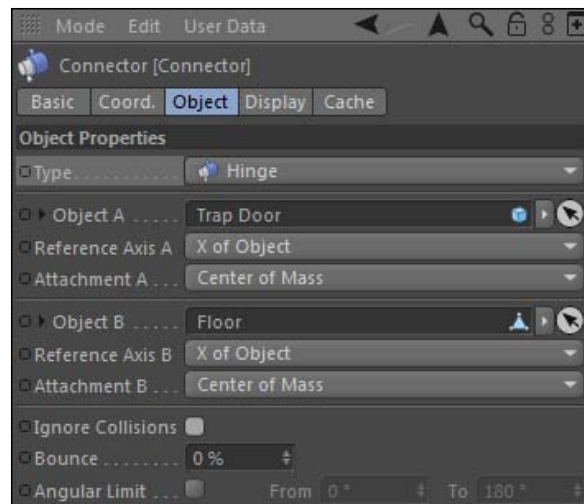 Mode Edit User Data
Connector [Connector]
Basic Coord. Object Display Cache
Object Properties
Type . . . . . . . . . . . Hinge
Object A . . . . . Trap Door
Reference Axis A X of Object
Attachment A . . . Center of Mass
Object B . . . . . Floor
Reference Axis B X of Object
Attachment B . . . Center of Mass
Ignore Collisions
Bounce . . . . . . . . 0 %
Angular Limit . . . From 0 ° To 180 °